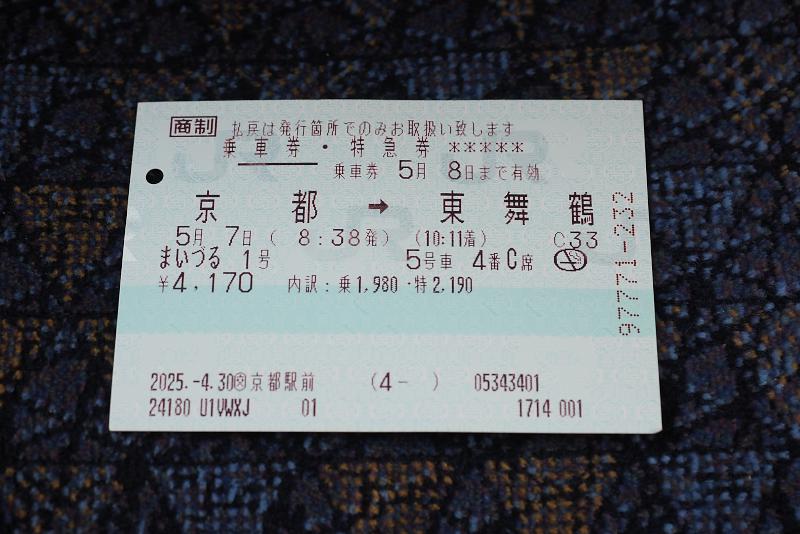 商制 払戻は発行箇所でのみお取扱い致します
乗車券・特急券 *****
乗車券 5月 8日まで有効
京都 → 東舞鶴
5月 7日 ( 8:38発) (10:11着) C33
まいづる 1号 5号車 4番C席
¥4,170 内訳:乗1,980・特2,190
2025.-4.30 京都駅前 (4- ) 05343401
24180 U1VWXJ 01 1714 001
97771-232